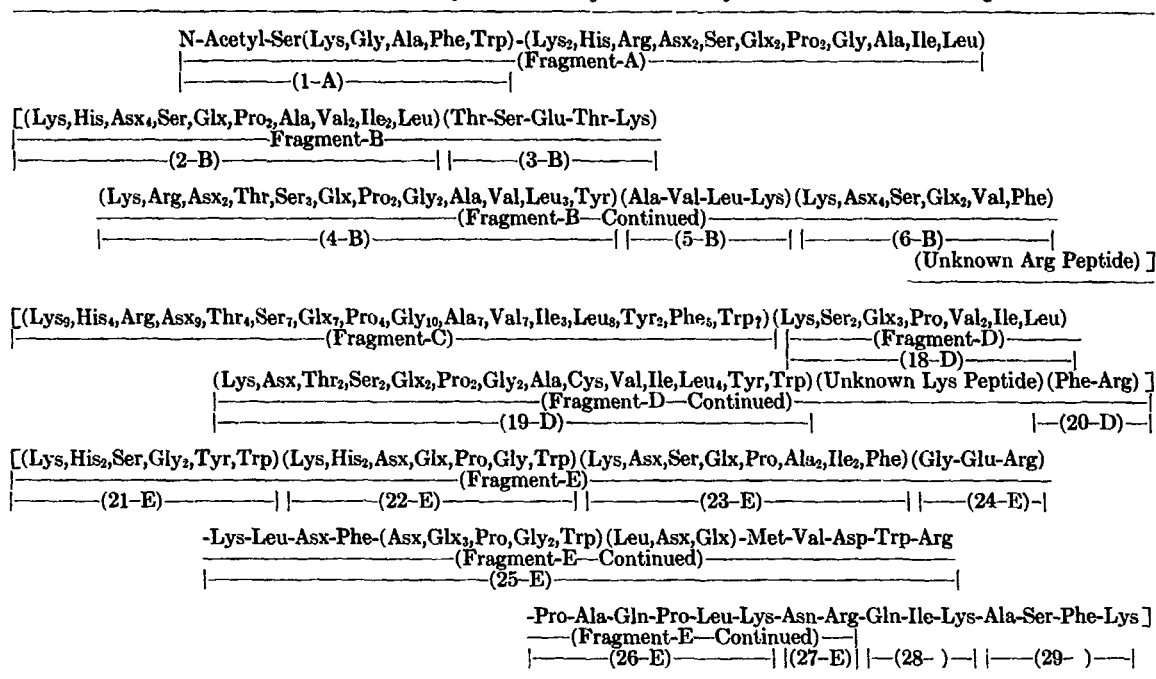 N-Acetyl-Ser(Lys,Gly,Ala,Phe,Trp)-(Lys₂,His,Arg,Asx₂,Ser,Glx₂,Pro₂,Gly,Ala,Ile,Leu)
(Fragment-A)
(1-A)
[(Lys,His,Asx₄,Ser,Glx,Pro₂,Ala,Val₂,Ile₂,Leu)(Thr-Ser-Glu-Thr-Lys)
Fragment-B
(2-B) (3-B)
(Lys,Arg,Asx₂,Thr,Ser₃,Glx,Pro₂,Gly₂,Ala,Val,Leu₃,Tyr)(Ala-Val-Leu-Lys)(Lys,Asx₄,Ser,Glx₂,Val,Phe)
(Fragment-B—Continued)
(4-B) (5-B) (6-B)
(Unknown Arg Peptide)]
[(Lys₉,His₄,Arg,Asx₉,Thr₄,Ser₇,Glx₇,Pro₄,Gly₁₀,Ala₇,Val₇,Ile₃,Leu₈,Tyr₂,Phe₅,Trp?)(Lys,Ser₂,Glx₃,Pro,Val₂,Ile,Leu)
(Fragment-C) (Fragment-D)
(18-D)
(Lys,Asx,Thr₂,Ser₂,Glx₂,Pro₂,Gly₂,Ala,Cys,Val,Ile,Leu₄,Tyr,Trp)(Unknown Lys Peptide)(Phe-Arg)]
(Fragment-D—Continued)
(19-D) (20-D)
[(Lys,His₂,Ser,Gly₂,Tyr,Trp)(Lys,His₂,Asx,Glx,Pro,Gly,Trp)(Lys,Asx,Ser,Glx,Pro,Ala₂,Ile₂,Phe)(Gly-Glu-Arg)
(Fragment-E)
(21-E) (22-E) (23-E) (24-E)
-Lys-Leu-Asx-Phe-(Asx,Glx₃,Pro,Gly₂,Trp)(Leu,Asx,Glx)-Met-Val-Asp-Trp-Arg
(Fragment-E—Continued)
(25-E)
-Pro-Ala-Gln-Pro-Leu-Lys-Asn-Arg-Gln-Ile-Lys-Ala-Ser-Phe-Lys]
(Fragment-E—Continued)
(26-E) (27-E) (28- ) (29- )